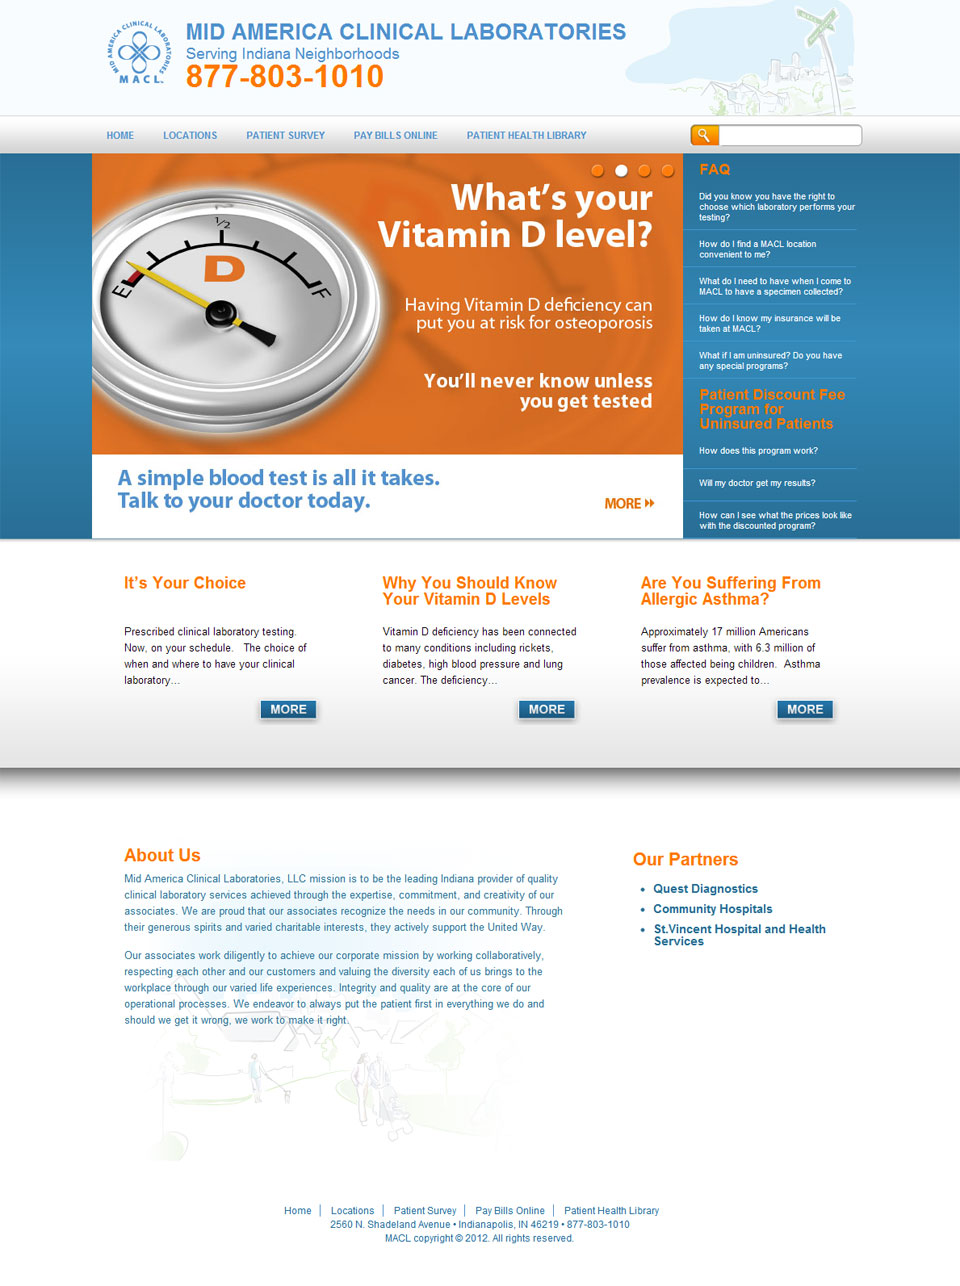 MID AMERICA CLINICAL LABORATORIES
MACL.
MID AMERICA CLINICAL LABORATORIES
Serving Indiana Neighborhoods
877-803-1010
HOME
LOCATIONS
PATIENT SURVEY
PAY BILLS ONLINE
PATIENT HEALTH LIBRARY
What's your
Vitamin D level?
E
1/2
F
D
Having Vitamin D deficiency can
put you at risk for osteoporosis
You'll never know unless
you get tested
A simple blood test is all it takes.
Talk to your doctor today.
MORE
FAQ
Did you know you have the right to
choose which laboratory performs your
testing?
How do I find a MACL location
convenient to me?
What do I need to have when I come to
MACL to have a specimen collected?
How do I know my insurance will be
taken at MACL?
What if I am uninsured? Do you have
any special programs?
Patient Discount Fee
Program for
Uninsured Patients
How does this program work?
Will my doctor get my results?
How can I see what the prices look like
with the discounted program?
It's Your Choice
Prescribed clinical laboratory testing.
Now, on your schedule. The choice of
when and where to have your clinical
laboratory...
MORE
Why You Should Know
Your Vitamin D Levels
Vitamin D deficiency has been connected
to many conditions including rickets,
diabetes, high blood pressure and lung
cancer. The deficiency...
MORE
Are You Suffering From
Allergic Asthma?
Approximately 17 million Americans
suffer from asthma, with 6.3 million of
those affected being children. Asthma
prevalence is expected to...
MORE
About Us
Mid America Clinical Laboratories, LLC mission is to be the leading Indiana provider of quality
clinical laboratory services achieved through the expertise, commitment, and creativity of our
associates. We are proud that our associates recognize the needs in our community. Through
their generous spirits and varied charitable interests, they actively support the United Way.
Our associates work diligently to achieve our corporate mission by working collaboratively,
respecting each other and our customers and valuing the diversity each of us brings to the
workplace through our varied life experiences. Integrity and quality are at the core of our
operational processes. We endeavor to always put the patient first in everything we do and
should we get it wrong, we work to make it right.
Our Partners
• Quest Diagnostics
• Community Hospitals
• St.Vincent Hospital and Health
Services
Home | Locations | Patient Survey | Pay Bills Online | Patient Health Library
2560 N. Shadeland Avenue • Indianapolis, IN 46219 • 877-803-1010
MACL copyright © 2012. All rights reserved.